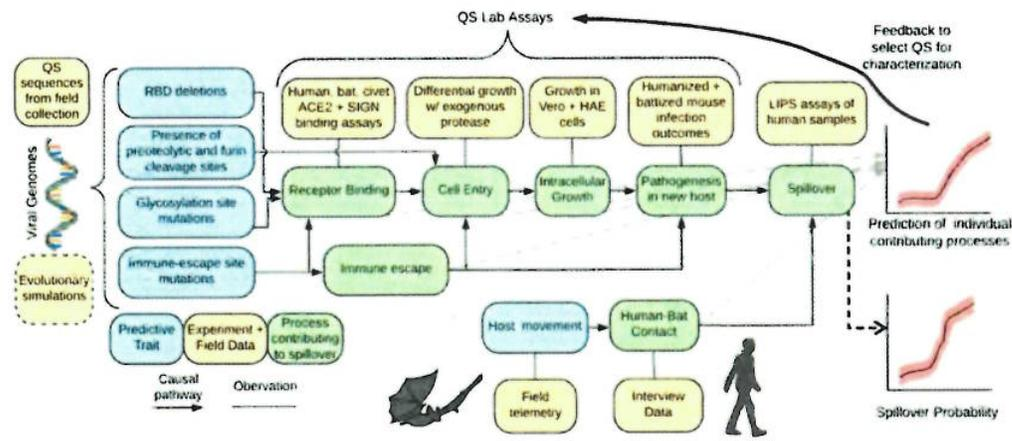 QS Lab Assays
Feedback to
select QS for
characterization
QS
sequences
from field
collection
Viral Genomes
Evolutionary
simulations
RBD deletions
Presence of
preoteolytic and furin
cleavage sites
Glycosylation site
mutations
Immune-escape site
mutations
Human, bat, civet
ACE2 + SIGN
binding assays
Differential growth
w/ exogenous
protease
Growth in
Vero + HAE
cells
Humanized +
batized mouse
infection
outcomes
LIPS assays of
human samples
Receptor Binding
Cell Entry
Intracellular
Growth
Pathogenesis
in new host
Spillover
Immune escape
Prediction of individual
contributing processes
Predictive
Trait
Experiment +
Field Data
Process
contributing
to spillover
Causal
pathway
Obervation
Host movement
Human-Bat
Contact
Field
telemetry
Interview
Data
Spillover Probability